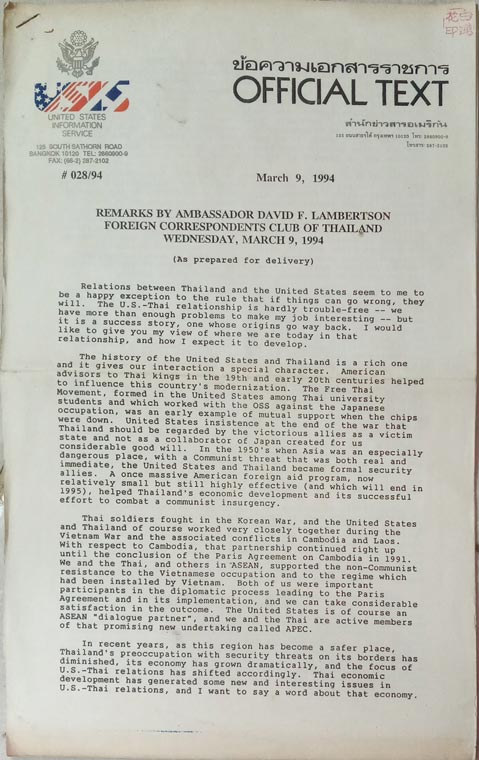 白鴻
花印
ข้อความเอกสารราชการ
OFFICIAL TEXT
USIS
UNITED STATES
INFORMATION
SERVICE
สำนักข่าวสารอเมริกัน
125 SOUTH SATHORN ROAD
BANGKOK 10120 TEL: 2860900-9
FAX: (66-2) 287-2102
# 028/94
March 9, 1994
REMARKS BY AMBASSADOR DAVID F. LAMBERTSON
FOREIGN CORRESPONDENTS CLUB OF THAILAND
WEDNESDAY, MARCH 9, 1994
(As prepared for delivery)
Relations between Thailand and the United States seem to me to
be a happy exception to the rule that if things can go wrong, they
will. The U.S.-Thai relationship is hardly trouble-free -- we
have more than enough problems to make my job interesting -- but
it is a success story, one whose origins go way back. I would
like to give you my view of where we are today in that
relationship, and how I expect it to develop.
The history of the United States and Thailand is a rich one
and it gives our interaction a special character. American
advisors to Thai kings in the 19th and early 20th centuries helped
to influence this country's modernization. The Free Thai
Movement, formed in the United States among Thai university
students and which worked with the OSS against the Japanese
occupation, was an early example of mutual support when the chips
were down. United States insistence at the end of the war that
Thailand should be regarded by the victorious allies as a victim
state and not as a collaborator of Japan created for us
considerable good will. In the 1950's when Asia was an especially
dangerous place, with a Communist threat that was both real and
immediate, the United States and Thailand became formal security
allies. A once massive American foreign aid program, now
relatively small but still highly effective (and which will end in
1995), helped Thailand's economic development and its successful
effort to combat a communist insurgency.
Thai soldiers fought in the Korean War, and the United States
and Thailand of course worked very closely together during the
Vietnam War and the associated conflicts in Cambodia and Laos.
With respect to Cambodia, that partnership continued right up
until the conclusion of the Paris Agreement on Cambodia in 1991.
We and the Thai, and others in ASEAN, supported the non-Communist
resistance to the Vietnamese occupation and to the regime which
had been installed by Vietnam. Both of us were important
participants in the diplomatic process leading to the Paris
Agreement and in its implementation, and we can take considerable
satisfaction in the outcome. The United States is of course an
ASEAN "dialogue partner", and we and the Thai are active members
of that promising new undertaking called APEC.
In recent years, as this region has become a safer place,
Thailand's preoccupation with security threats on its borders has
diminished, its economy has grown dramatically, and the focus of
U.S.-Thai relations has shifted accordingly. Thai economic
development has generated some new and interesting issues in
U.S.-Thai relations, and I want to say a word about that economy.